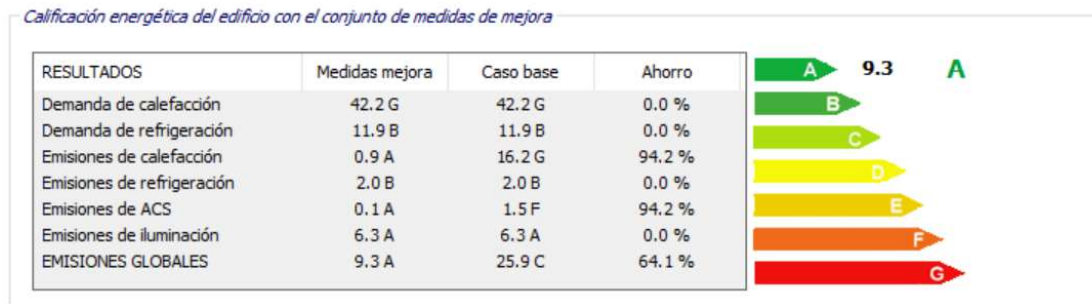 Calificación energética del edificio con el conjunto de medidas de mejora
RESULTADOS Medidas mejora Caso base Ahorro
Demanda de calefacción 42.2 G 42.2 G 0.0 %
Demanda de refrigeración 11.9 B 11.9 B 0.0 %
Emisiones de calefacción 0.9 A 16.2 G 94.2 %
Emisiones de refrigeración 2.0 B 2.0 B 0.0 %
Emisiones de ACS 0.1 A 1.5 F 94.2 %
Emisiones de iluminación 6.3 A 6.3 A 0.0 %
EMISIONES GLOBALES 9.3 A 25.9 C 64.1 %
A 9.3 A
B
C
D
E
F
G